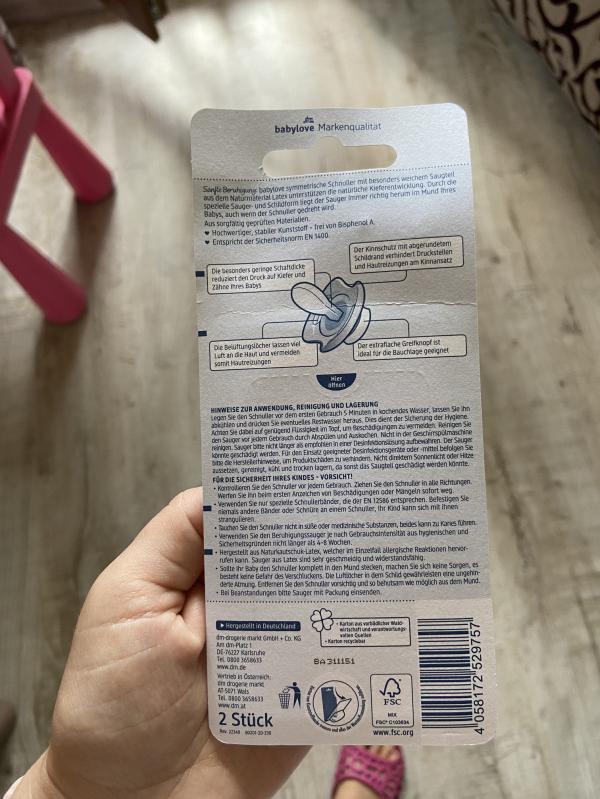 dm
babylove Markenqualität
Sanfte Beruhigung: babylove symmetrische Schnuller mit besonders weichem Saugteil
aus dem Naturmaterial Latex unterstützen die natürliche Kieferentwicklung. Durch die
spezielle Sauger- und Schildform liegt der Sauger immer richtig herum im Mund Ihres
Babys, auch wenn der Schnuller gedreht wird.
Aus sorgfältig geprüften Materialien.
♥ Hochwertiger, stabiler Kunststoff – frei von Bisphenol A.
♥ Entspricht der Sicherheitsnorm EN 1400.
Die besonders geringe Schaftdicke
reduziert den Druck auf Kiefer und
Zähne Ihres Babys
Der Kinnschutz mit abgerundetem
Schildrand verhindert Druckstellen
und Hautreizungen am Kinnansatz
Die Belüftungslöcher lassen viel
Luft an die Haut und vermeiden
somit Hautreizungen
Der extraflache Greifknopf ist
ideal für die Bauchlage geeignet
Hier
öffnen
HINWEISE ZUR ANWENDUNG, REINIGUNG UND LAGERUNG
Legen Sie den Schnuller vor dem ersten Gebrauch 5 Minuten in kochendes Wasser, lassen Sie ihn
abkühlen und drücken Sie eventuelles Restwasser heraus. Dies dient der Sicherung der Hygiene.
Achten Sie dabei auf genügend Flüssigkeit im Topf, um Beschädigungen zu vermeiden. Reinigen Sie
den Sauger vor jedem Gebrauch durch Abspülen und Auskochen. Nicht in der Geschirrspülmaschine
reinigen. Sauger bitte nicht länger als empfohlen in einer Desinfektionslösung aufbewahren. Der Sauger
könnte geschädigt werden. Für den Einsatz geeigneter Desinfektionsgeräte oder -mittel befolgen Sie
bitte die Herstellerhinweise, um Produktschäden zu vermeiden. Nicht direktem Sonnenlicht oder Hitze
aussetzen, gereinigt, kühl und trocken lagern, da sonst das Saugteil geschädigt werden könnte.
FÜR DIE SICHERHEIT IHRES KINDES – VORSICHT!
• Kontrollieren Sie den Schnuller vor jedem Gebrauch. Ziehen Sie den Schnuller in alle Richtungen.
Werfen Sie ihn beim ersten Anzeichen von Beschädigungen oder Mängeln sofort weg.
• Verwenden Sie nur spezielle Schnullerbänder, die der EN 12586 entsprechen. Befestigen Sie
niemals andere Bänder oder Schnüre an einem Schnuller, Ihr Kind kann sich mit ihnen
strangulieren.
• Tauchen Sie den Schnuller nicht in süße oder medizinische Substanzen, beides kann zu Karies führen.
• Verwenden Sie den Beruhigungssauger je nach Gebrauchsintensität aus hygienischen und
Sicherheitsgründen nicht länger als 4–8 Wochen.
• Hergestellt aus Naturkautschuk-Latex, welcher im Einzelfall allergische Reaktionen hervor-
rufen kann. Sauger aus Latex sind sehr geschmeidig und widerstandsfähig.
• Sollte Ihr Baby den Schnuller komplett in den Mund stecken, machen Sie sich keine Sorgen, es
besteht keine Gefahr des Verschluckens. Die Luftlöcher in dem Schild gewährleisten eine ungehin-
derte Atmung. Entfernen Sie den Schnuller vorsichtig und so behutsam wie möglich aus dem Mund.
• Bei Beanstandungen bitte Sauger mit Packung einsenden.
Hergestellt in Deutschland
dm-drogerie markt GmbH + Co. KG
Am dm-Platz 1
DE-76227 Karlsruhe
Tel. 0800 3658633
www.dm.de
Vertrieb in Österreich:
dm drogerie markt
AT-5071 Wals
Tel. 0800 3658633
www.dm.at
2 Stück
• Karton aus vorbildlicher Wald-
wirtschaft und verantwortungs-
vollen Quellen
• Karton recyclebar
8A311151
FSC
MIX
FSC® C103634
www.fsc.org
4 058172 529757